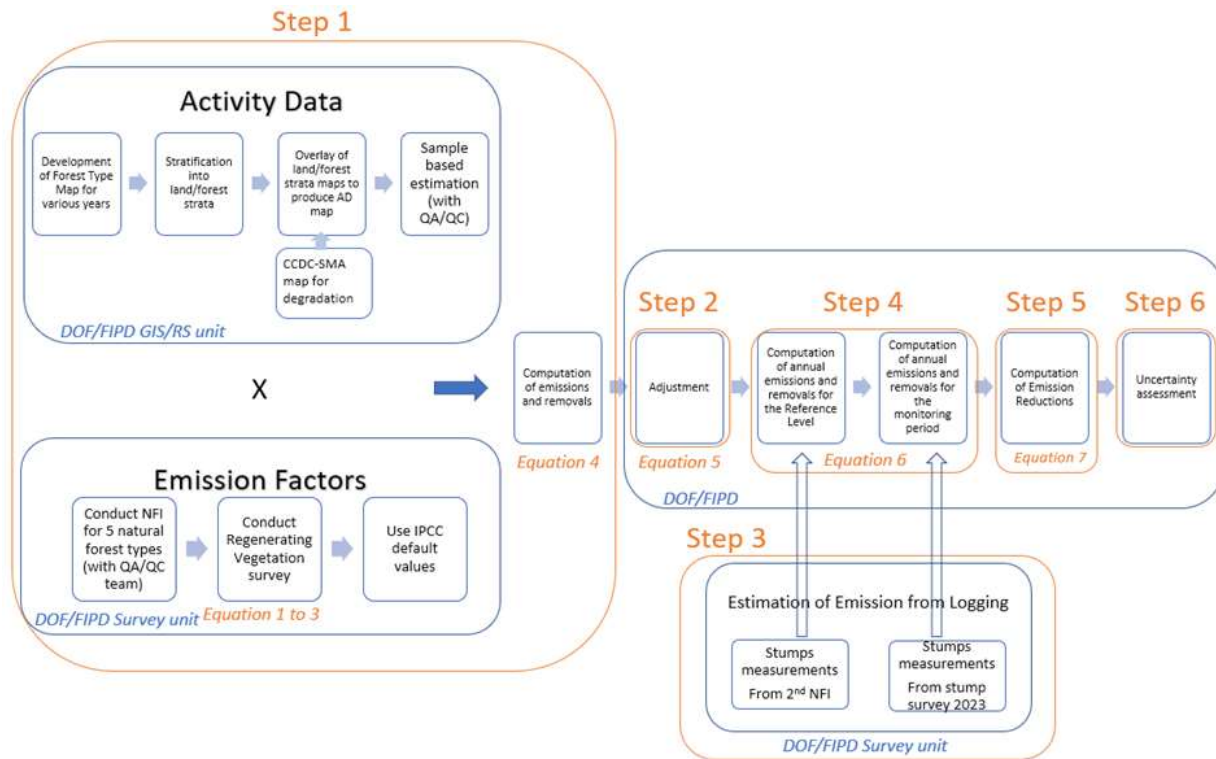 Step 1
Activity Data
Development
of Forest Type
Map for
various years
Stratification
into
land/forest
strata
Overlay of
land/forest
strata maps to
produce AD
map
Sample
based
estimation
(with
QA/QC)
CCDC-SMA
map for
degradation
DOF/FIPD GIS/RS unit
X
Emission Factors
Conduct NFI
for 5 natural
forest types
(with QA/QC
team)
Conduct
Regenerating
Vegetation
survey
Use IPCC
default
values
DOF/FIPD Survey unit
Equation 1 to 3
Computation
of emissions
and removals
Equation 4
Step 2
Adjustment
Equation 5
Step 4
Computation
of annual
emissions and
removals for
the Reference
Level
Computation
of annual
emissions and
removals for
the
monitoring
period
Equation 6
Step 5
Computation
of Emission
Reductions
Equation 7
Step 6
Uncertainty
assessment
DOF/FIPD
Step 3
Estimation of Emission from Logging
Stumps
measurements
From 2nd NFI
Stumps
measurements
From stump
survey 2023
DOF/FIPD Survey unit